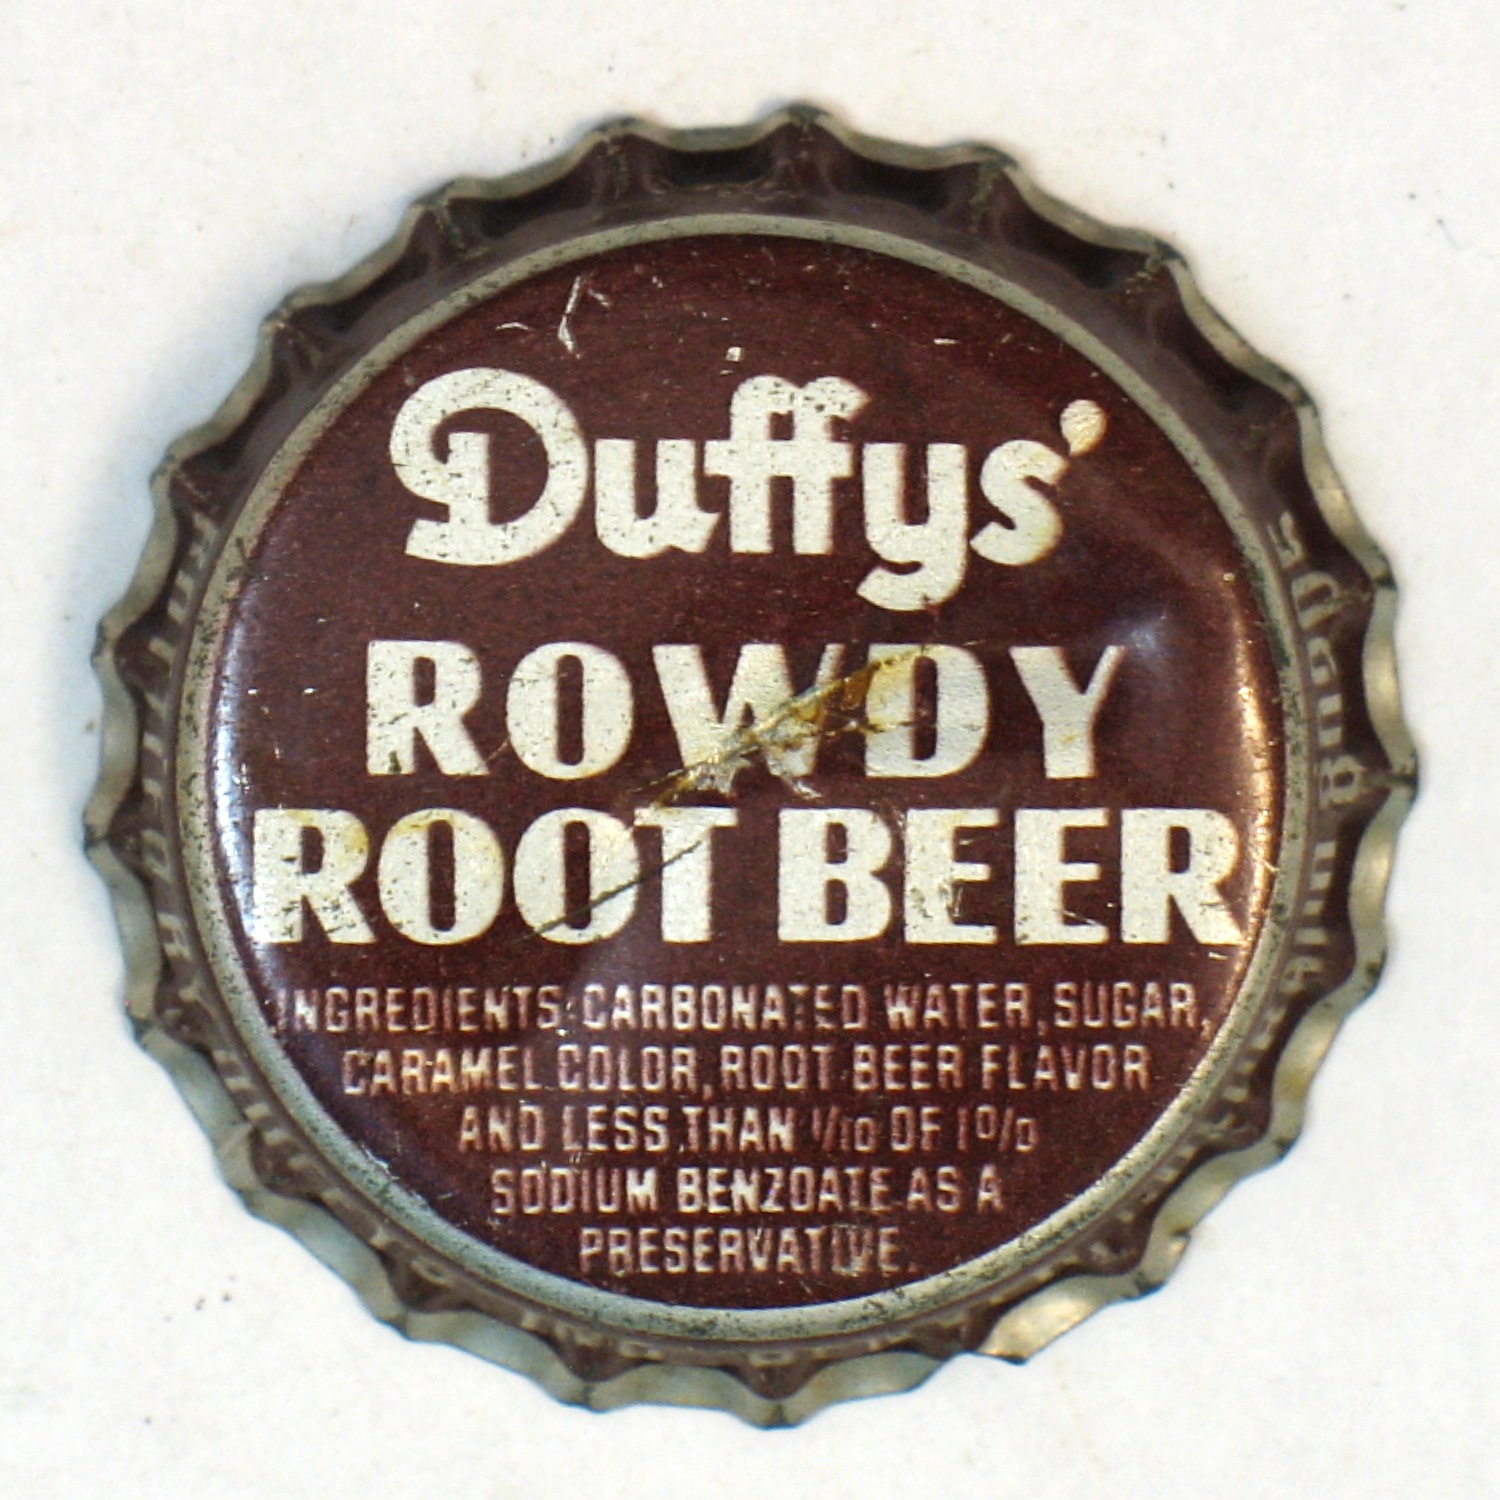 Duffys'
ROWDY
ROOT BEER
INGREDIENTS: CARBONATED WATER, SUGAR,
CARAMEL COLOR, ROOT BEER FLAVOR
AND LESS THAN 1/10 OF 1%
SODIUM BENZOATE AS A
PRESERVATIVE.